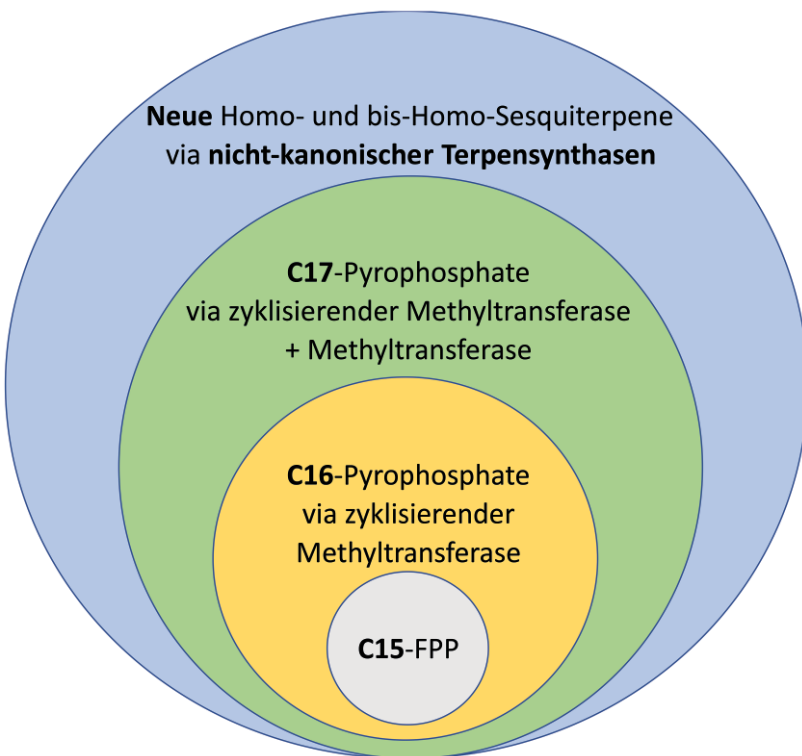 Neue Homo- und bis-Homo-Sesquiterpene
via nicht-kanonischer Terpensynthasen
C17-Pyrophosphate
via zyklisierender Methyltransferase
+ Methyltransferase
C16-Pyrophosphate
via zyklisierender
Methyltransferase
C15-FPP